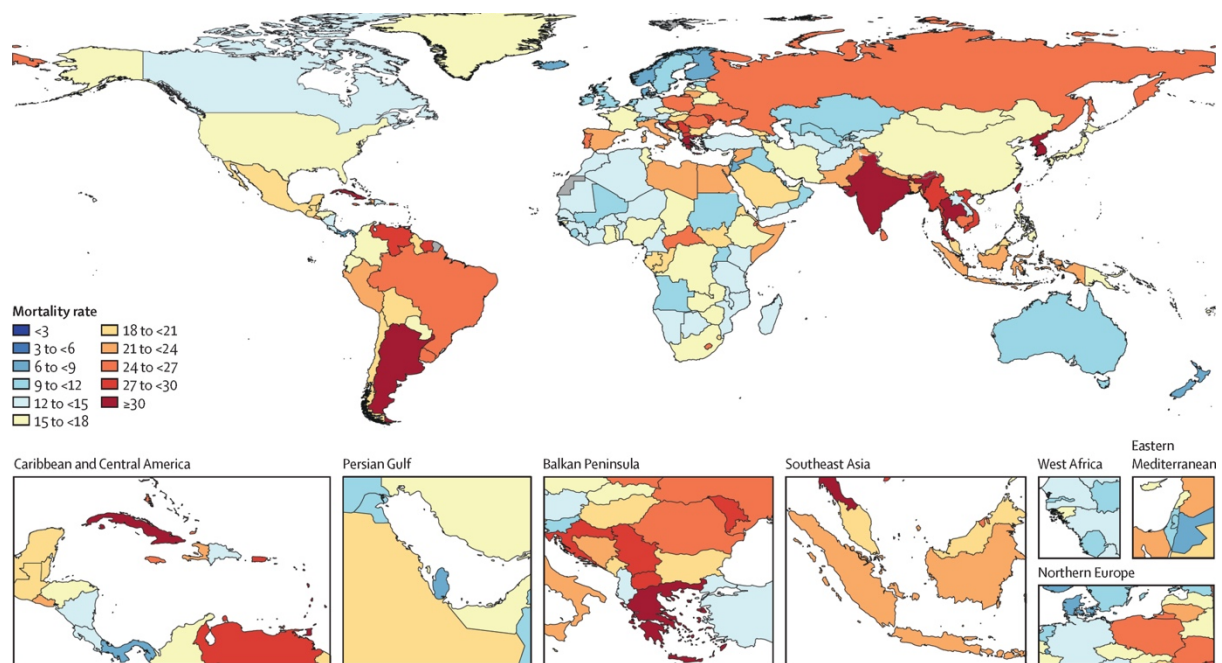 Mortality rate
<3
3 to <6
6 to <9
9 to <12
12 to <15
15 to <18
18 to <21
21 to <24
24 to <27
27 to <30
≥30
Caribbean and Central America
Persian Gulf
Balkan Peninsula
Southeast Asia
West Africa
Eastern
Mediterranean
Northern Europe